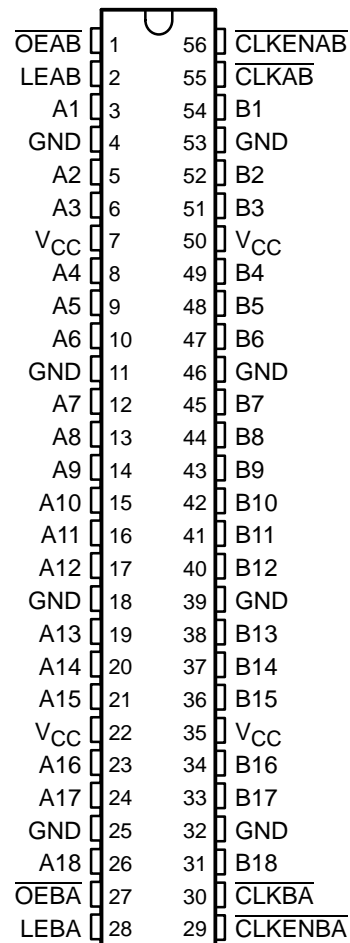 OEAB 1 56 CLKENAB
LEAB 2 55 CLKAB
A1 3 54 B1
GND 4 53 GND
A2 5 52 B2
A3 6 51 B3
VCC 7 50 VCC
A4 8 49 B4
A5 9 48 B5
A6 10 47 B6
GND 11 46 GND
A7 12 45 B7
A8 13 44 B8
A9 14 43 B9
A10 15 42 B10
A11 16 41 B11
A12 17 40 B12
GND 18 39 GND
A13 19 38 B13
A14 20 37 B14
A15 21 36 B15
VCC 22 35 VCC
A16 23 34 B16
A17 24 33 B17
GND 25 32 GND
A18 26 31 B18
OEBA 27 30 CLKBA
LEBA 28 29 CLKENBA